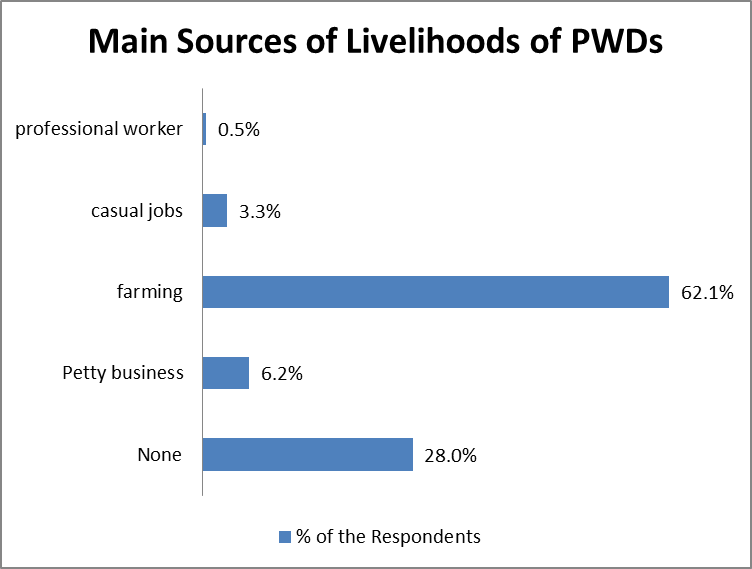 Main Sources of Livelihoods of PWDs
professional worker
0.5%
casual jobs
3.3%
farming
62.1%
Petty business
6.2%
None
28.0%
% of the Respondents